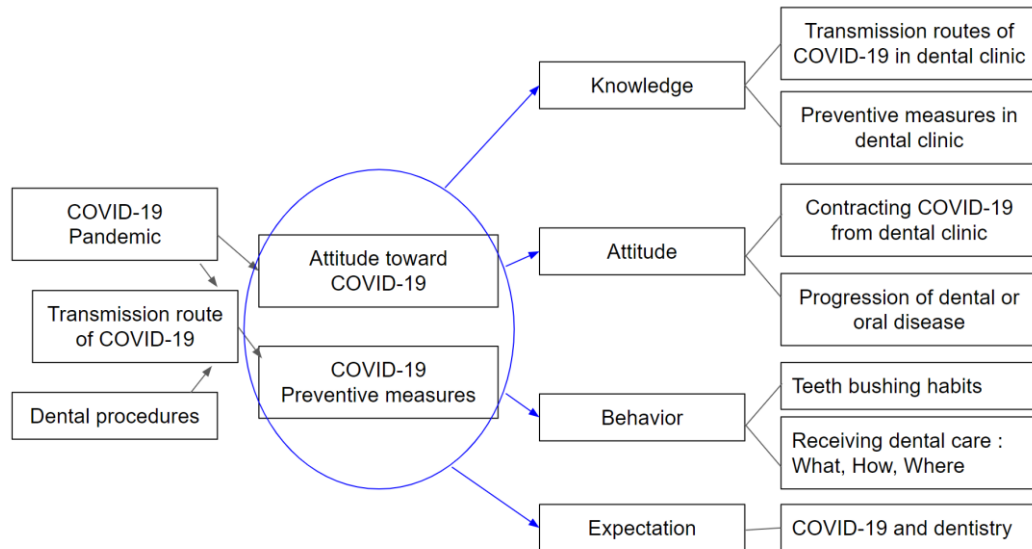 COVID-19
Pandemic
Transmission route
of COVID-19
Dental procedures
Attitude toward
COVID-19
COVID-19
Preventive measures
Knowledge
Attitude
Behavior
Expectation
Transmission routes of
COVID-19 in dental clinic
Preventive measures in
dental clinic
Contracting COVID-19
from dental clinic
Progression of dental or
oral disease
Teeth bushing habits
Receiving dental care :
What, How, Where
COVID-19 and dentistry